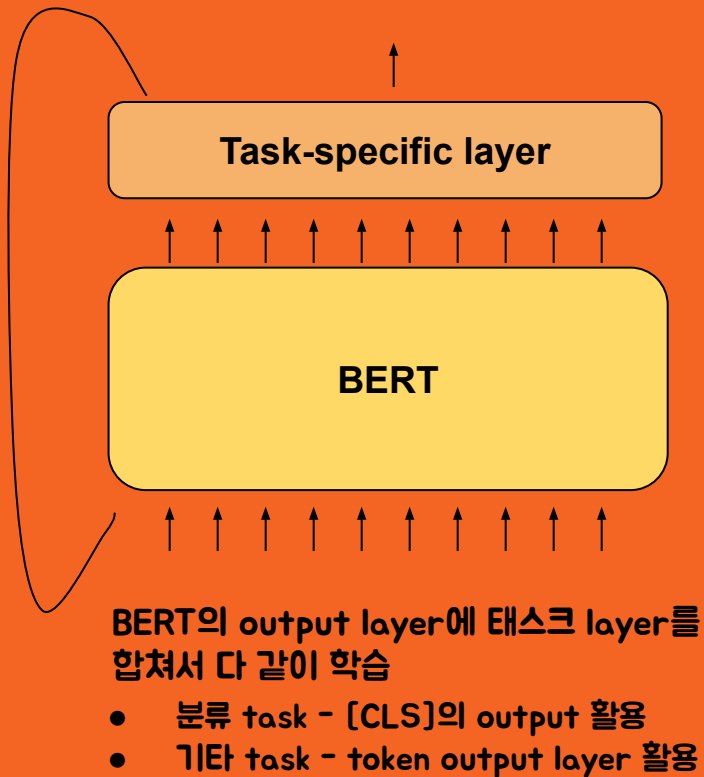 Task-specific layer
BERT
BERT의 output layer에 태스크 layer를
합쳐서 다 같이 학습
● 분류 task - [CLS]의 output 활용
● 기타 task - token output layer 활용